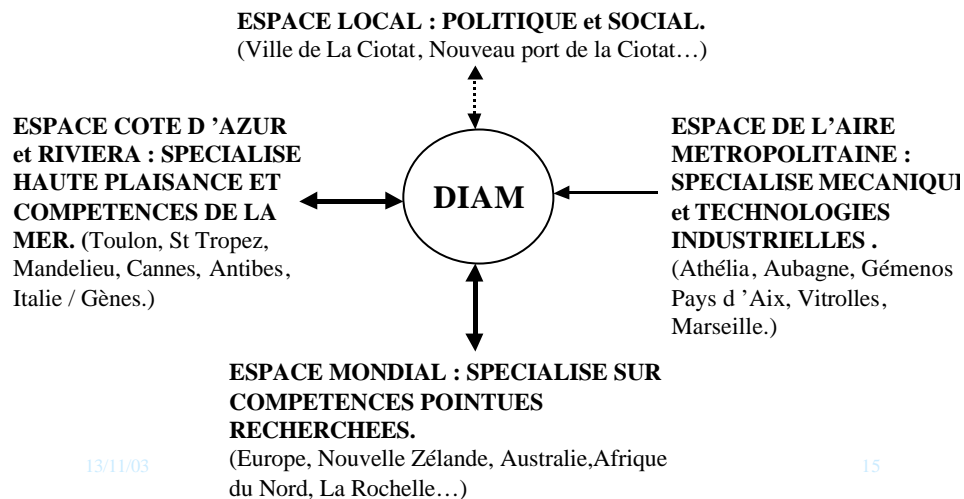 ESPACE LOCAL : POLITIQUE et SOCIAL.
(Ville de La Ciotat, Nouveau port de la Ciotat…)
ESPACE COTE D ’AZUR
et RIVIERA : SPECIALISE
HAUTE PLAISANCE ET
COMPETENCES DE LA
MER. (Toulon, St Tropez,
Mandelieu, Cannes, Antibes,
Italie / Gènes.)
DIAM
ESPACE DE L’AIRE
METROPOLITAINE :
SPECIALISE MECANIQUE
et TECHNOLOGIES
INDUSTRIELLES .
(Athélia, Aubagne, Gémenos
Pays d ’Aix, Vitrolles,
Marseille.)
ESPACE MONDIAL : SPECIALISE SUR
COMPETENCES POINTUES
RECHERCHEES.
(Europe, Nouvelle Zélande, Australie,Afrique
du Nord, La Rochelle…)
13/11/03
15